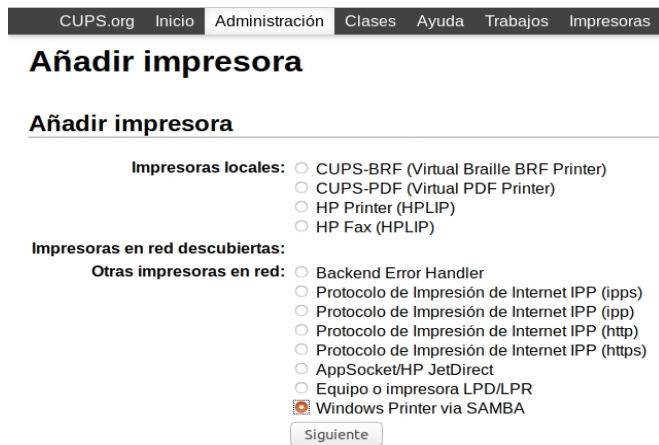 CUPS.org Inicio Administración Clases Ayuda Trabajos Impresoras
Añadir impresora
Añadir impresora
Impresoras locales: CUPS-BRF (Virtual Braille BRF Printer)
CUPS-PDF (Virtual PDF Printer)
HP Printer (HPLIP)
HP Fax (HPLIP)
Impresoras en red descubiertas:
Otras impresoras en red: Backend Error Handler
Protocolo de Impresión de Internet IPP (ipps)
Protocolo de Impresión de Internet IPP (ipp)
Protocolo de Impresión de Internet IPP (http)
Protocolo de Impresión de Internet IPP (https)
AppSocket/HP JetDirect
Equipo o impresora LPD/LPR
Windows Printer via SAMBA
Siguiente